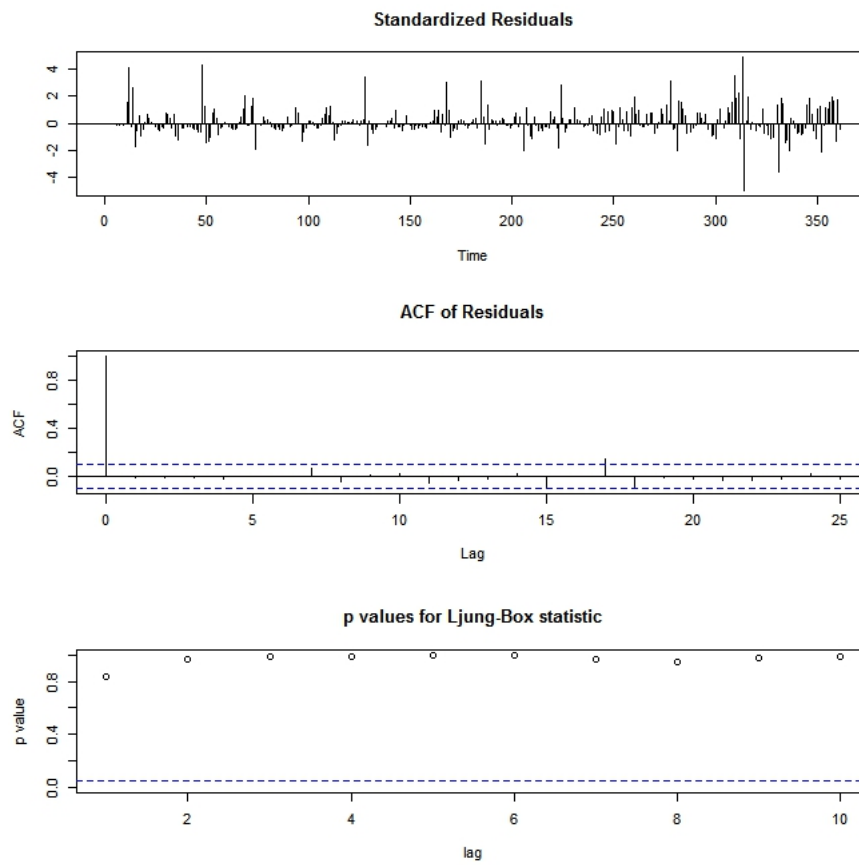 Standardized Residuals
4
2
0
-2
-4
0 50 100 150 200 250 300 350
Time
ACF of Residuals
ACF
0.8
0.4
0.0
0 5 10 15 20 25
Lag
p values for Ljung-Box statistic
p value
0.8
0.4
0.0
2 4 6 8 10
lag